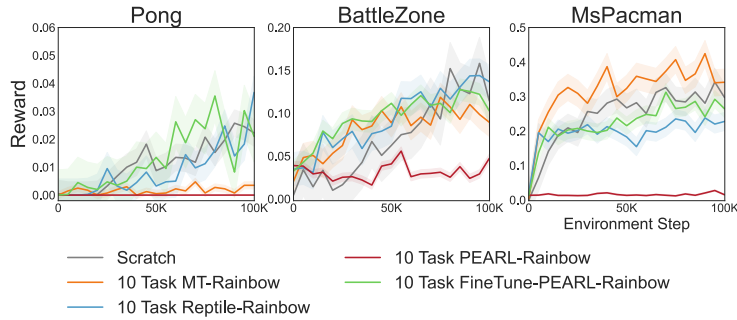 Pong BattleZone MsPacman
Reward
0.06
0.05
0.04
0.03
0.02
0.01
0.00
0 50K 100K
0.20
0.15
0.10
0.05
0.00
0 50K 100K
0.5
0.4
0.3
0.2
0.1
0.0
0 50K 100K
Environment Step
Scratch
10 Task MT-Rainbow
10 Task Reptile-Rainbow
10 Task PEARL-Rainbow
10 Task FineTune-PEARL-Rainbow